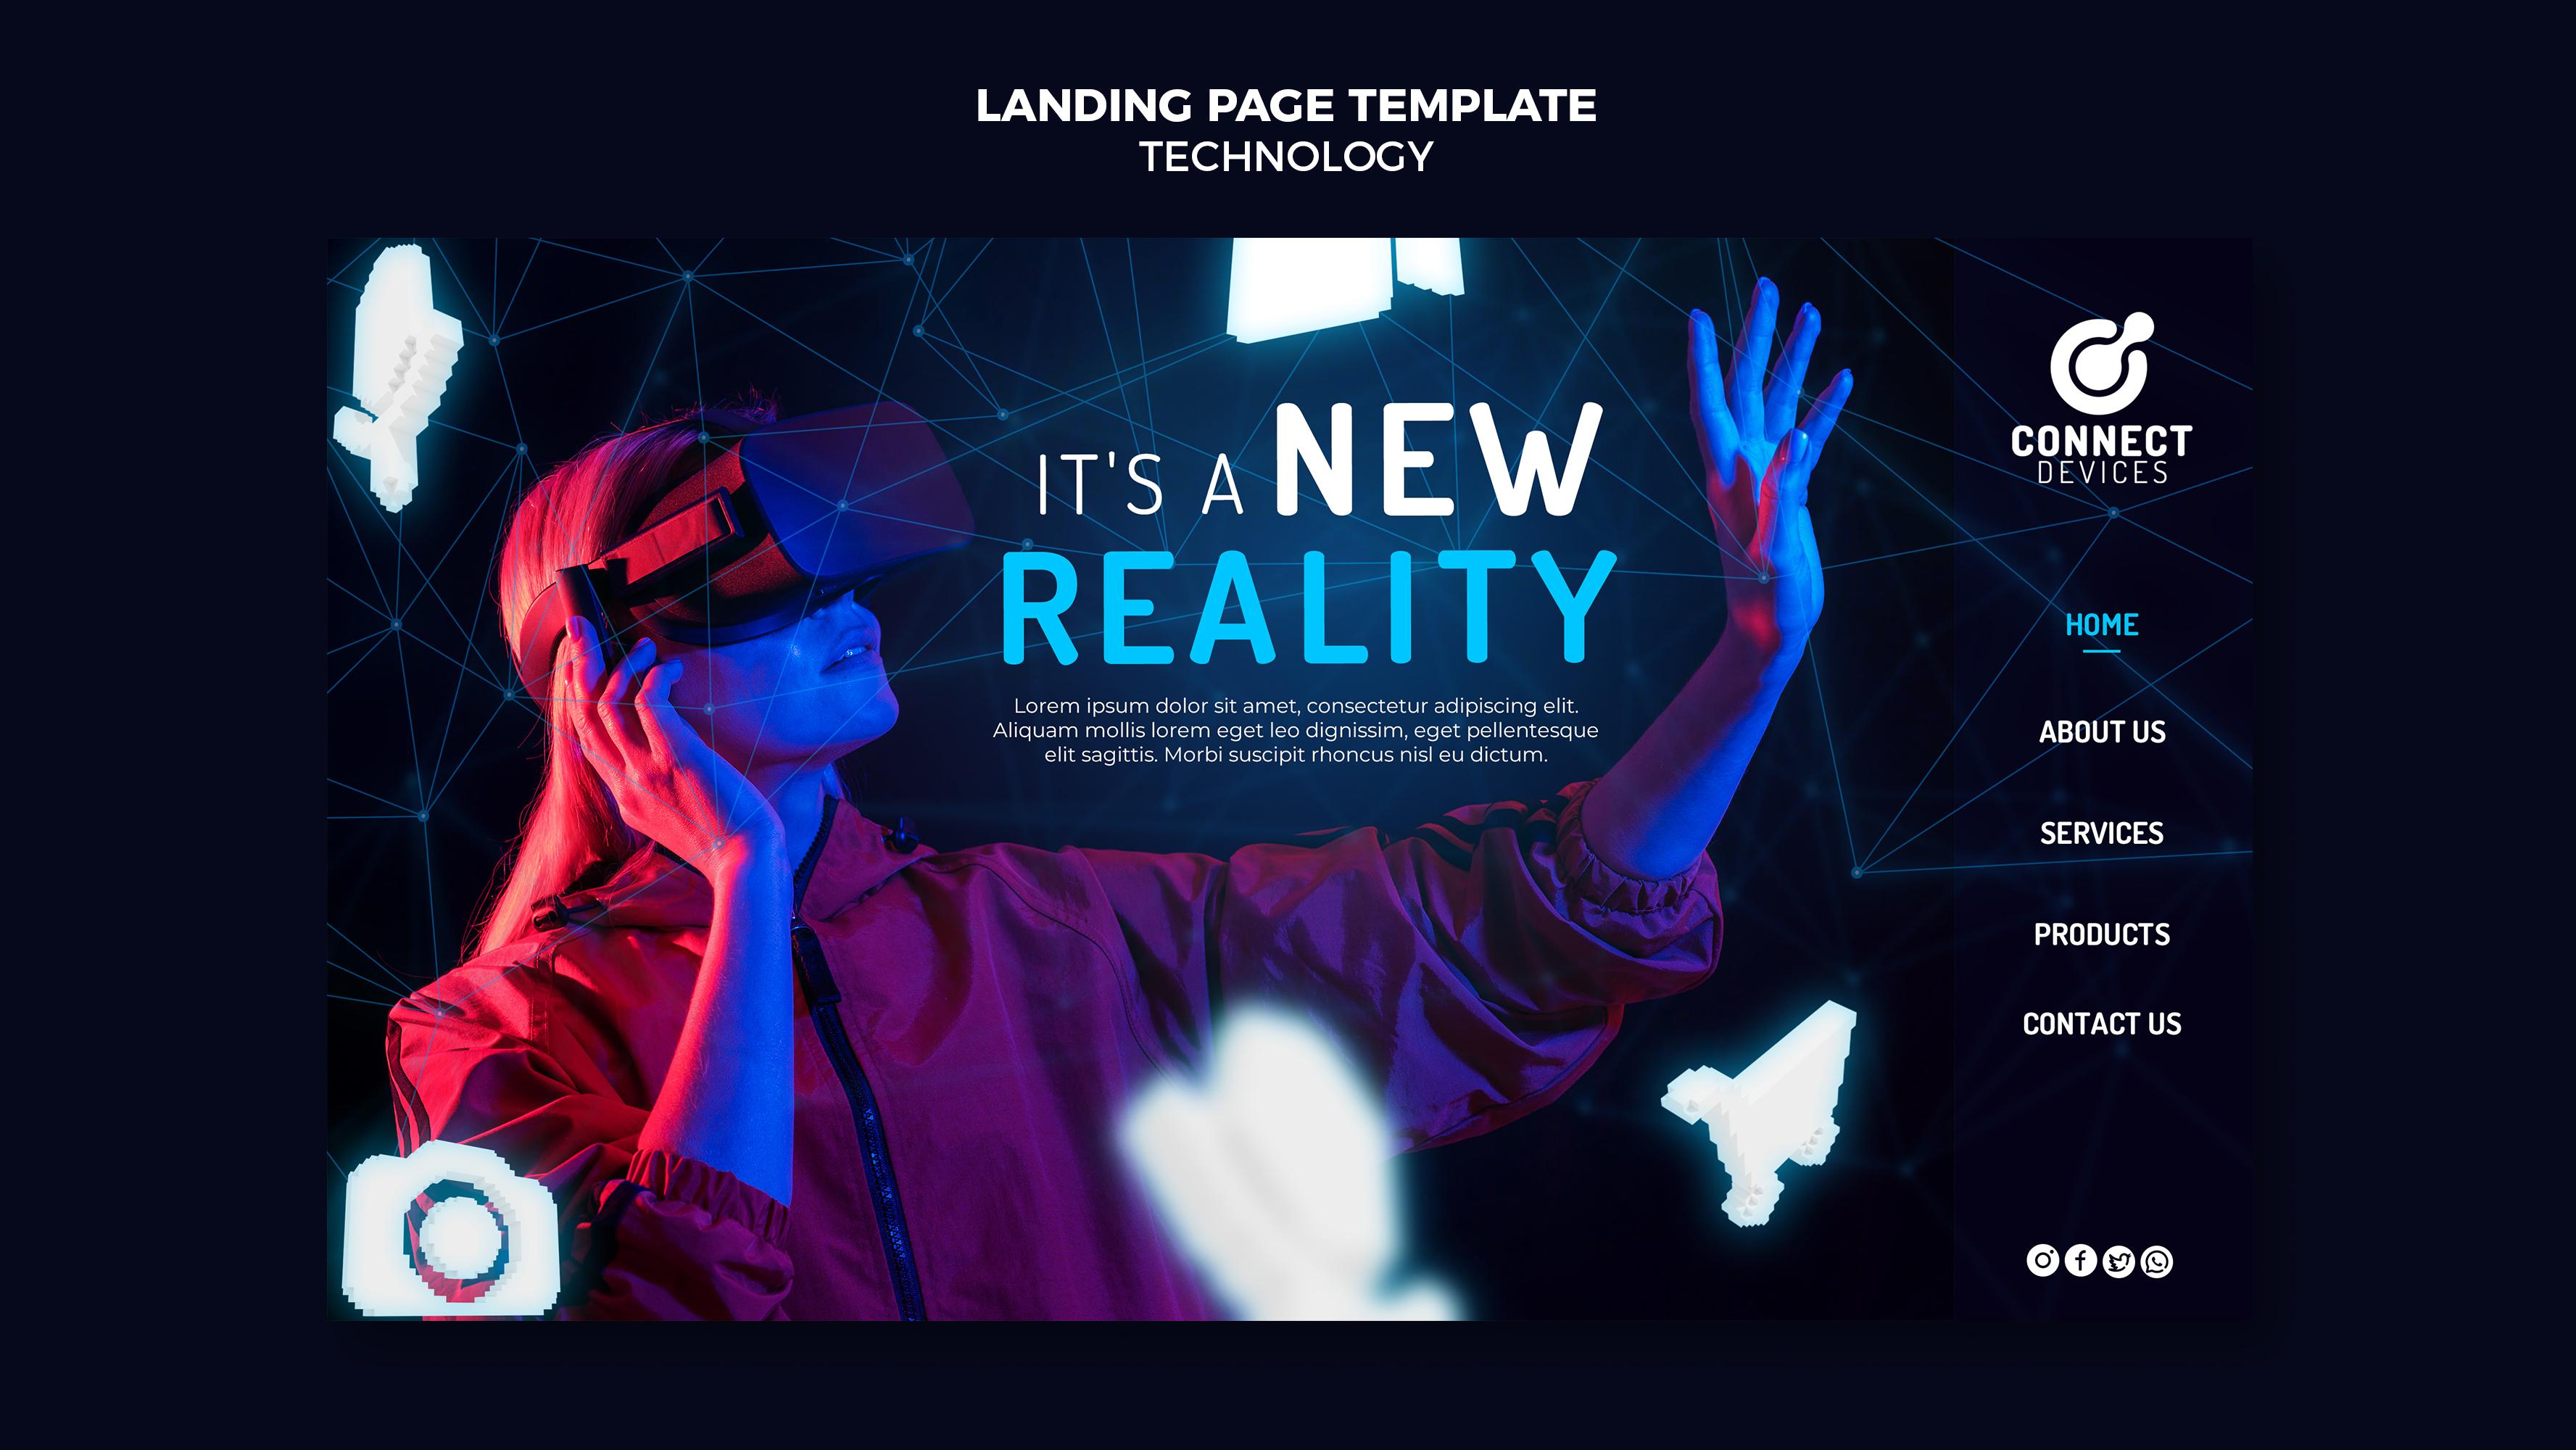 LANDING PAGE TEMPLATE
TECHNOLOGY
IT'S A NEW
REALITY
Lorem ipsum dolor sit amet, consectetur adipiscing elit.
Aliquam mollis lorem eget leo dignissim, eget pellentesque
elit sagittis. Morbi suscipit rhoncus nisl eu dictum.
CONNECT
DEVICES
HOME
ABOUT US
SERVICES
PRODUCTS
CONTACT US